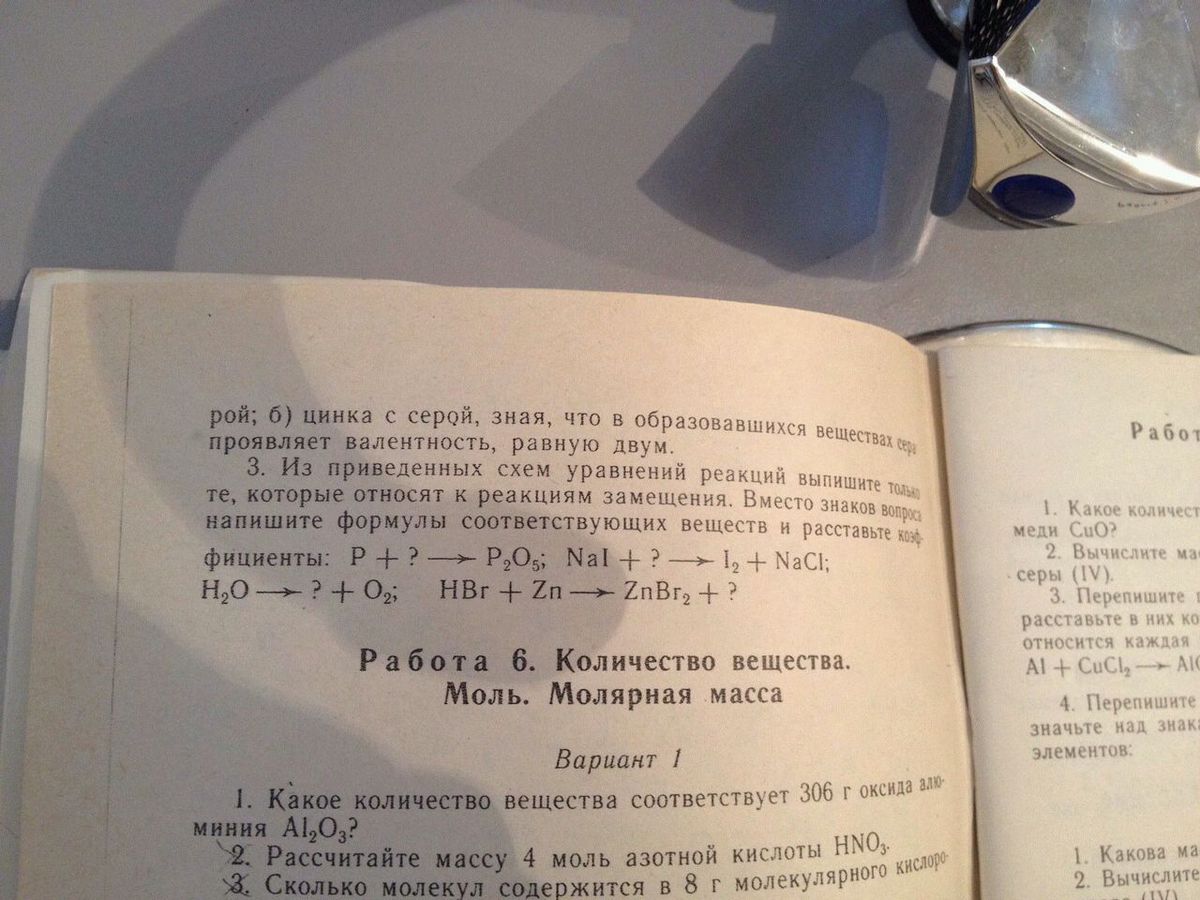 рой; б) цинка с серой, зная, что в образовавшихся веществах сера
проявляет валентность, равную двум.
3. Из приведенных схем уравнений реакций выпишите только
те, которые относят к реакциям замещения. Вместо знаков вопроса
напишите формулы соответствующих веществ и расставьте коэф-
фициенты: P + ? → P₂O₅; NaI + ? → I₂ + NaCl;
H₂O → ? + O₂; HBr + Zn → ZnBr₂ + ?
Работа 6. Количество вещества.
Моль. Молярная масса
Вариант 1
1. Какое количество вещества соответствует 306 г оксида алю-
миния Al₂O₃?
2. Рассчитайте массу 4 моль азотной кислоты HNO₃.
3. Сколько молекул содержится в 8 г молекулярного кислоро-
Работ
1. Какое количест
меди CuO?
2. Вычислите ма
серы (IV).
3. Перепишите
расставьте в них ко
относится каждая
Al + CuCl₂ → AlC
4. Перепишите
значьте над знака
элементов:
1. Какова ма
2. Вычислите
(IV)